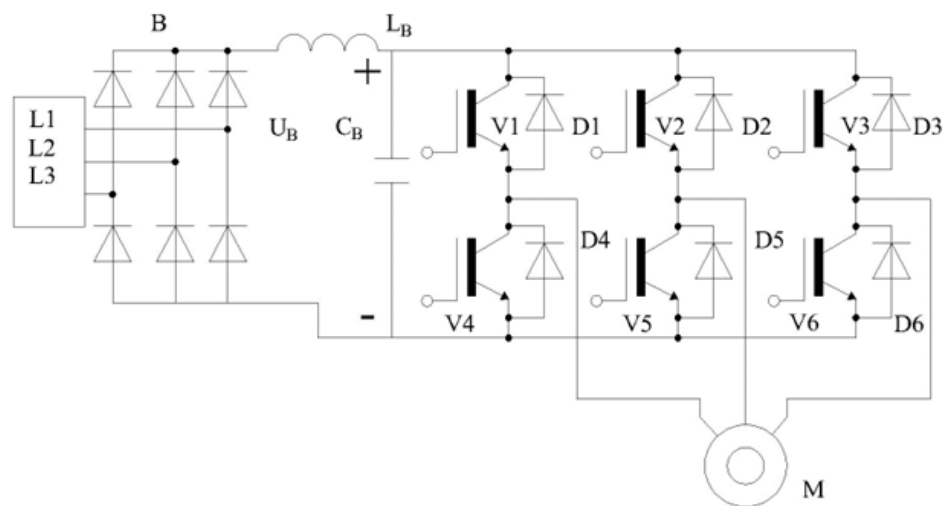 B
L_B
L1
L2
L3
U_B
C_B
+
-
V1
D1
V2
D2
V3
D3
V4
D4
V5
D5
V6
D6
M